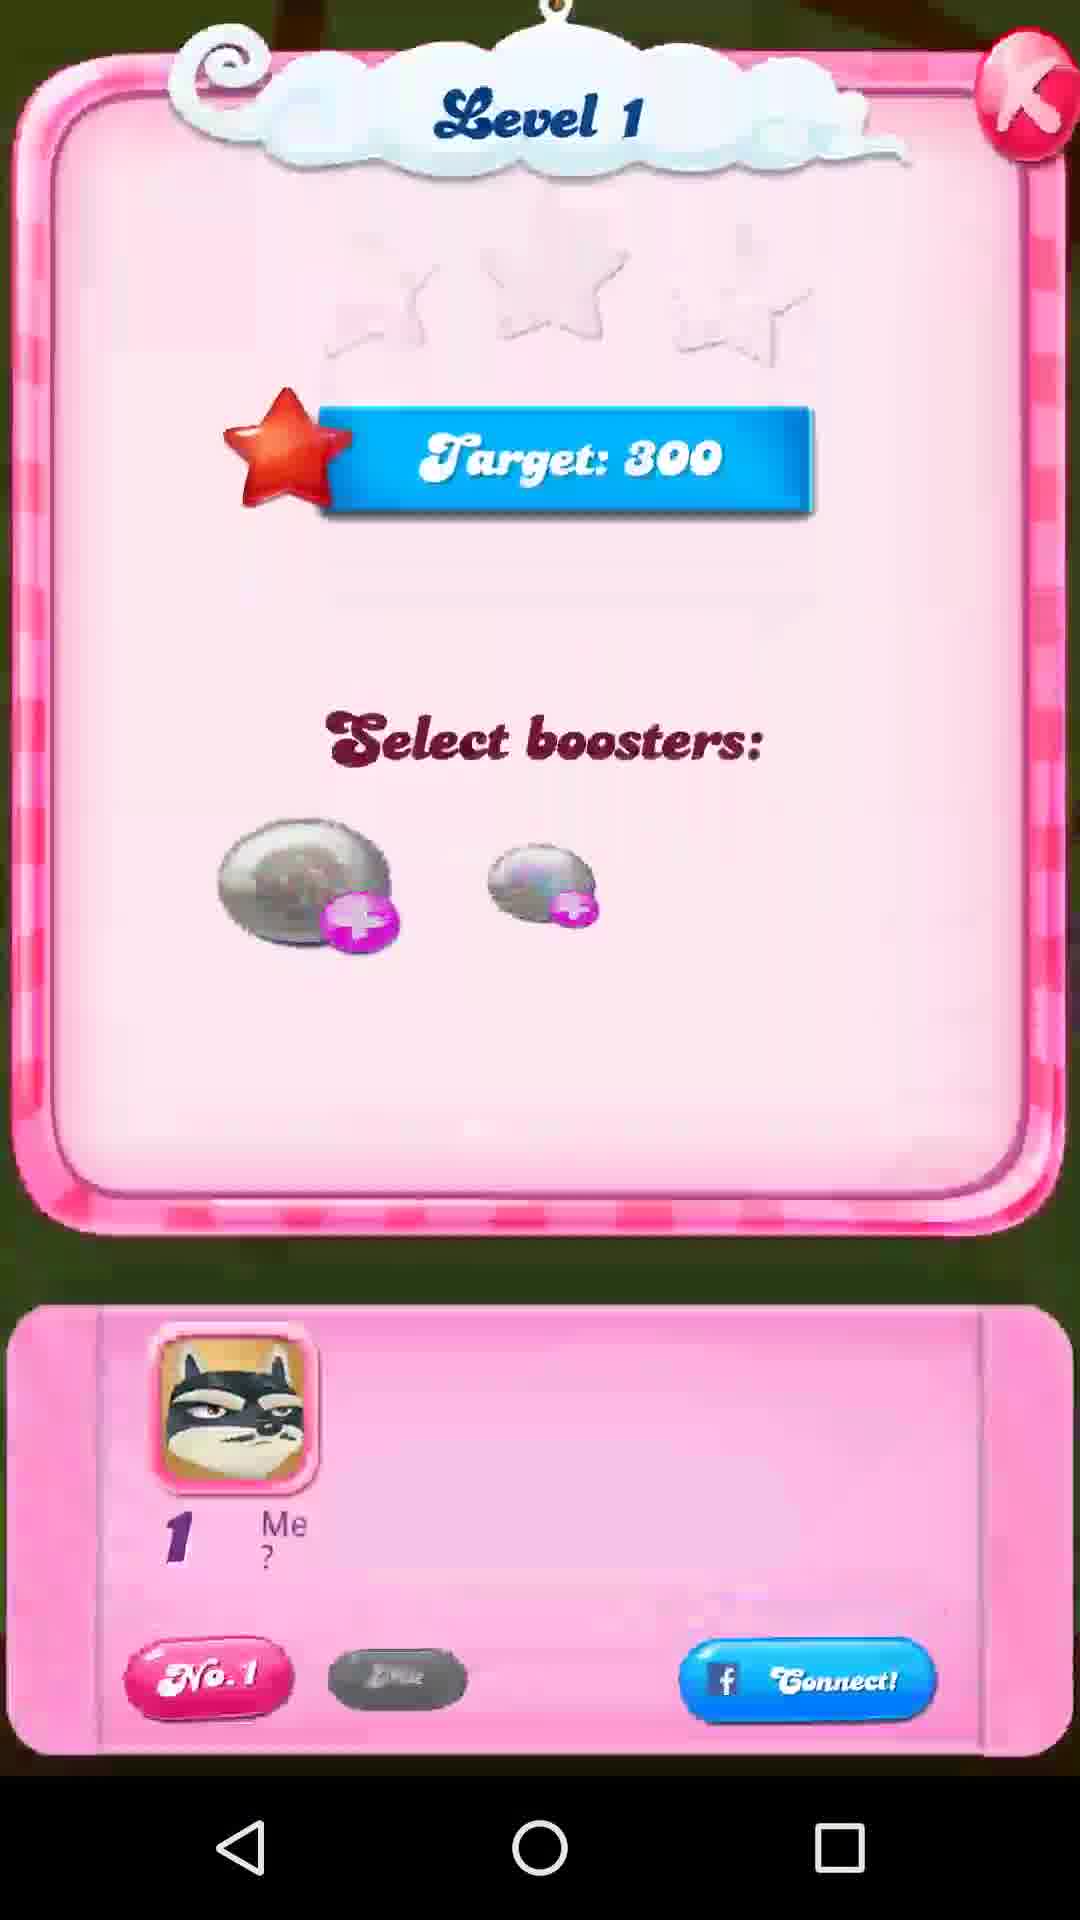 Level 1
Target: 300
Select boosters:
1 Me
?
No. 1
f Connect!